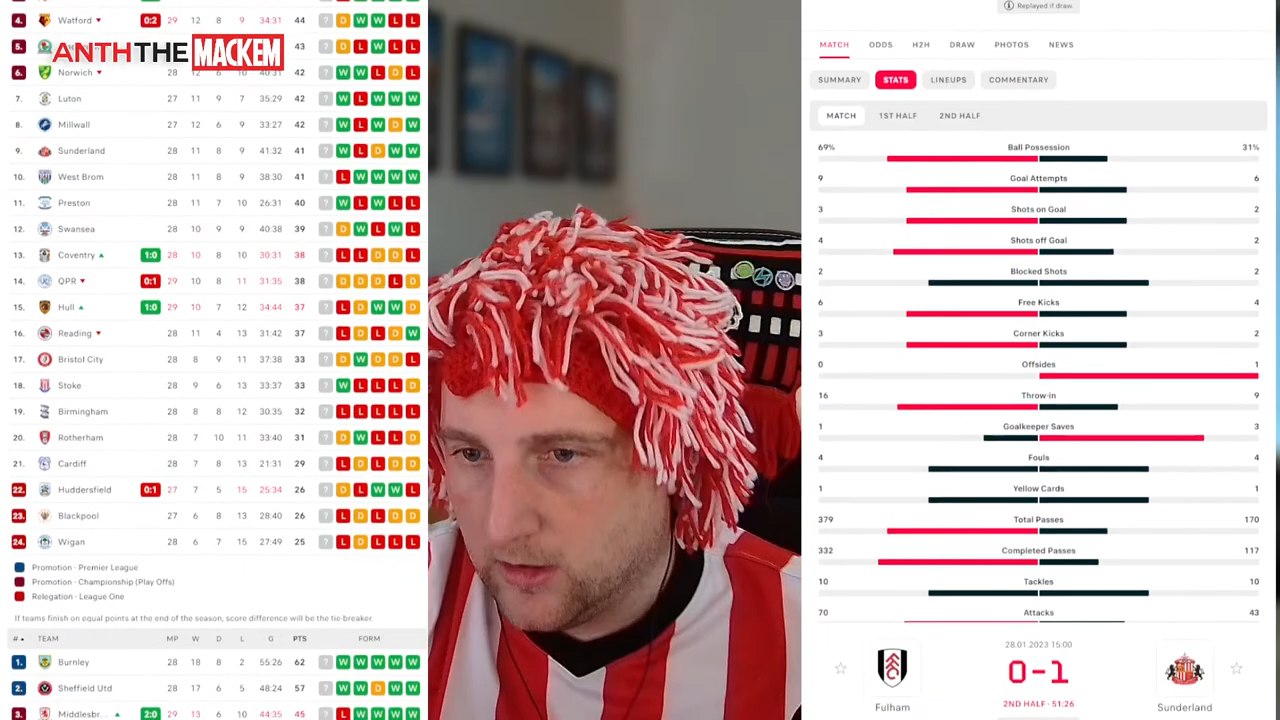 4. Watford 0:2 29 12 8 9 34:31 44 ? D W W L L
ANTHTHE MACKEM
5. 43 ? D L W L L
6. Norwich 28 12 6 10 40:31 42 ? W W L D L
7. Luton 27 11 9 7 35:29 42 ? W L W W W
8. Millwall 27 12 6 9 33:27 42 ? W L W D W
9. Sunderland 28 11 8 9 41:32 41 ? W L D W W
10. West Brom 28 11 8 9 38:30 41 ? L W W W W
11. Preston 28 11 7 10 26:31 40 ? W L W L W
12. Swansea 28 10 9 9 40:38 39 ? D W L W L
13. Coventry 1:0 28 10 8 10 30:31 38 ? L L D D L
14. QPR 0:1 29 10 8 11 31:35 38 ? D D D L D
15. Hull 1:0 29 10 7 12 34:44 37 ? L D W W D
16. Reading 28 11 4 13 31:42 37 ? L D L D W
17. Bristol City 28 8 9 11 37:38 33 ? D W D D L
18. Stoke 28 9 6 13 33:37 33 ? W L L L D
19. Birmingham 28 8 8 12 30:35 32 ? L L L L L
20. Rotherham 28 7 10 11 33:40 31 ? D W L L D
21. Cardiff 28 7 8 13 21:31 29 ? L D L D D
22. Huddersfield 0:1 27 7 5 15 25:34 26 ? D L W W L
23. Blackpool 27 6 8 13 28:40 26 ? L D L D D
24. Wigan 28 6 7 15 27:49 25 ? L D L L L
Promotion - Premier League
Promotion - Championship (Play Offs)
Relegation - League One
If teams finish on equal points at the end of the season, score difference will be the tie-breaker.
# TEAM MP W D L G PTS FORM
1. Burnley 28 18 8 2 55:26 62 ? W W W W W
2. Sheffield Utd 28 17 6 5 48:24 57 ? W W D W W
3. Middlesbr... 2:0 29 13 6 10 44:35 45 ? L W W W W
Replayed if draw.
MATCH ODDS H2H DRAW PHOTOS NEWS
SUMMARY STATS LINEUPS COMMENTARY
MATCH 1ST HALF 2ND HALF
69% Ball Possession 31%
9 Goal Attempts 6
3 Shots on Goal 2
4 Shots off Goal 2
2 Blocked Shots 2
6 Free Kicks 4
3 Corner Kicks 2
0 Offsides 1
16 Throw-in 9
1 Goalkeeper Saves 3
4 Fouls 4
1 Yellow Cards 1
379 Total Passes 170
332 Completed Passes 117
10 Tackles 10
70 Attacks 43
28.01.2023 15:00
0-1
2ND HALF - 51:26
Fulham Sunderland